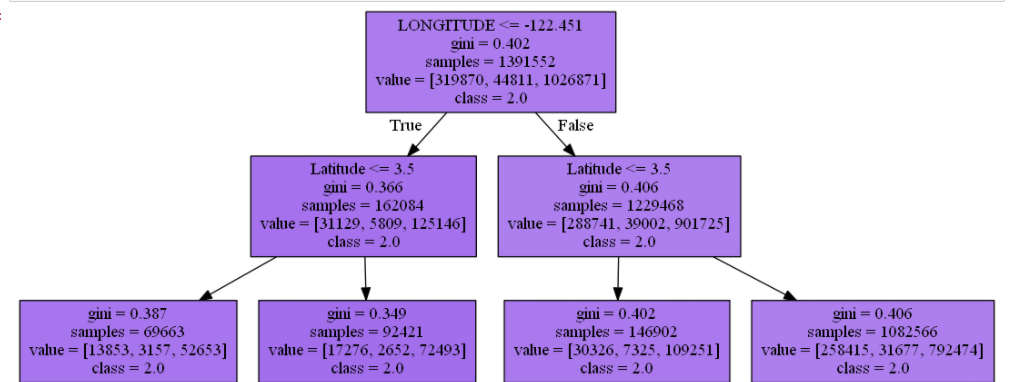 LONGITUDE <= -122.451
gini = 0.402
samples = 1391552
value = [319870, 44811, 1026871]
class = 2.0
True
False
Latitude <= 3.5
gini = 0.366
samples = 162084
value = [31129, 5809, 125146]
class = 2.0
Latitude <= 3.5
gini = 0.406
samples = 1229468
value = [288741, 39002, 901725]
class = 2.0
gini = 0.387
samples = 69663
value = [13853, 3157, 52653]
class = 2.0
gini = 0.349
samples = 92421
value = [17276, 2652, 72493]
class = 2.0
gini = 0.402
samples = 146902
value = [30326, 7325, 109251]
class = 2.0
gini = 0.406
samples = 1082566
value = [258415, 31677, 792474]
class = 2.0